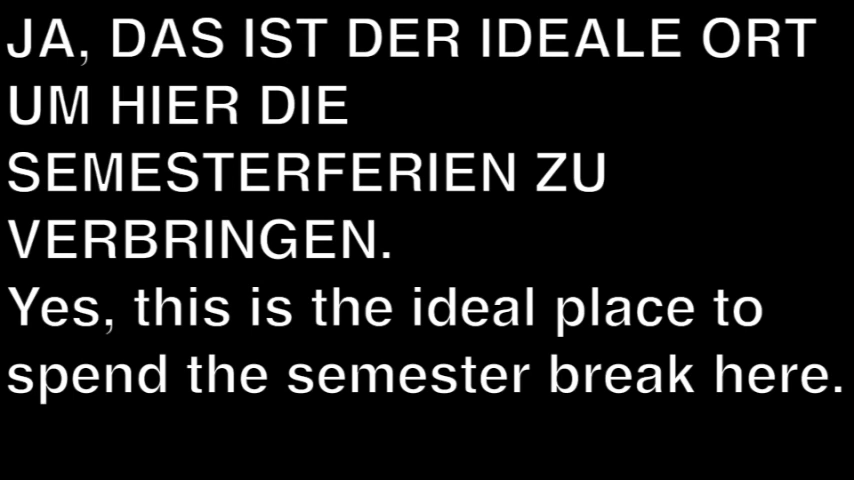 JA, DAS IST DER IDEALE ORT
UM HIER DIE
SEMESTERFERIEN ZU
VERBRINGEN.
Yes, this is the ideal place to
spend the semester break here.